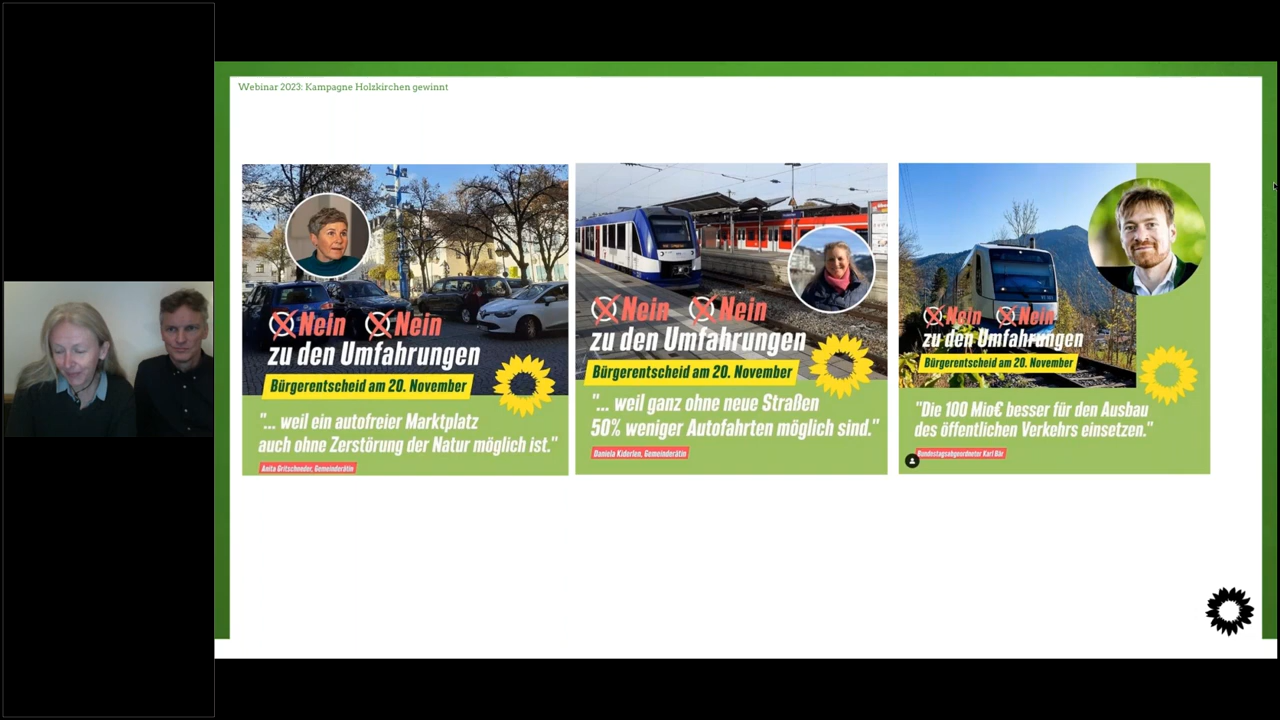 Webinar 2023: Kampagne Holzkirchen gewinnt
Nein Nein
zu den Umfahrungen
Bürgerentscheid am 20. November
"... weil ein autofreier Marktplatz
auch ohne Zerstörung der Natur möglich ist."
Anita Gritschneder, Gemeinderätin
Nein Nein
zu den Umfahrungen
Bürgerentscheid am 20. November
"... weil ganz ohne neue Straßen
50% weniger Autofahrten möglich sind."
Daniela Kiderlen, Gemeinderätin
Nein Nein
zu den Umfahrungen
Bürgerentscheid am 20. November
"Die 100 Mio€ besser für den Ausbau
des öffentlichen Verkehrs einsetzen."
Bundestagsabgeordneter Karl Bär